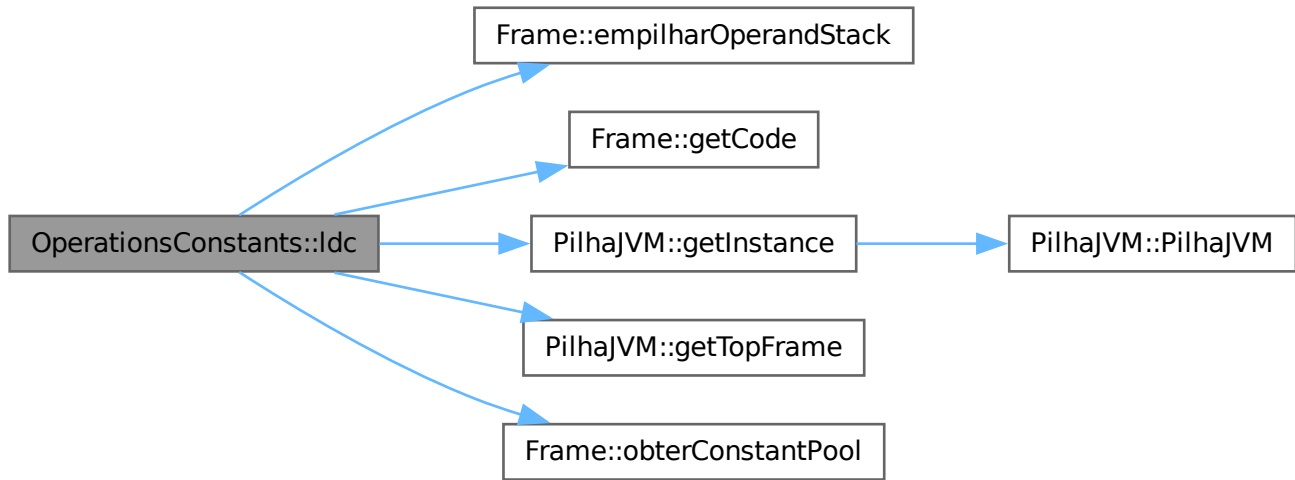 Frame::empilharOperandStack
Frame::getCode
OperationsConstants::ldc
PilhaJVM::getInstance
PilhaJVM::PilhaJVM
PilhaJVM::getTopFrame
Frame::obterConstantPool